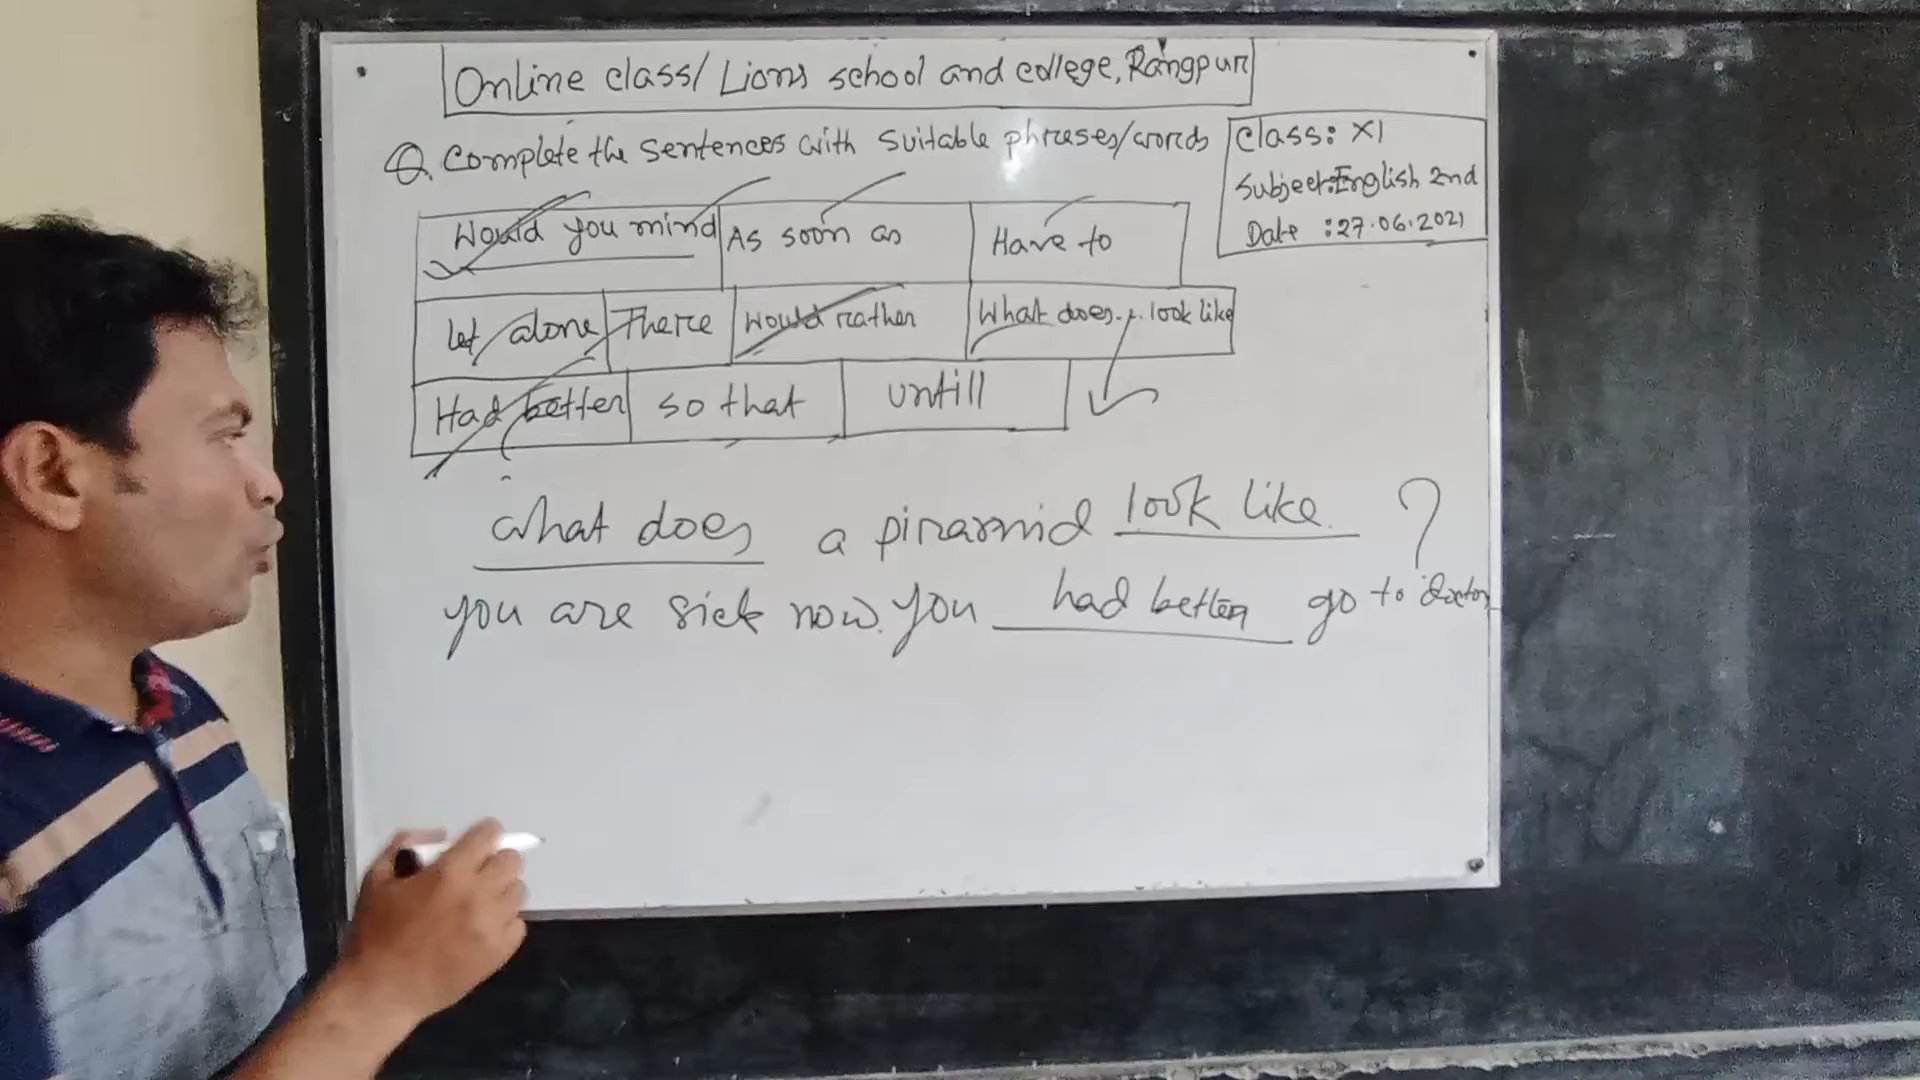 Online class/ Lions school and college, Rangpur
Q. Complete the sentences with suitable phrases/words
Class: XI
Subject: English 2nd
Date : 27.06.2021
Would you mind As soon as Have to
let alone There Would rather What does... look like
Had better so that untill
What does a piramid look like ?
you are sick now. You had better go to doctor